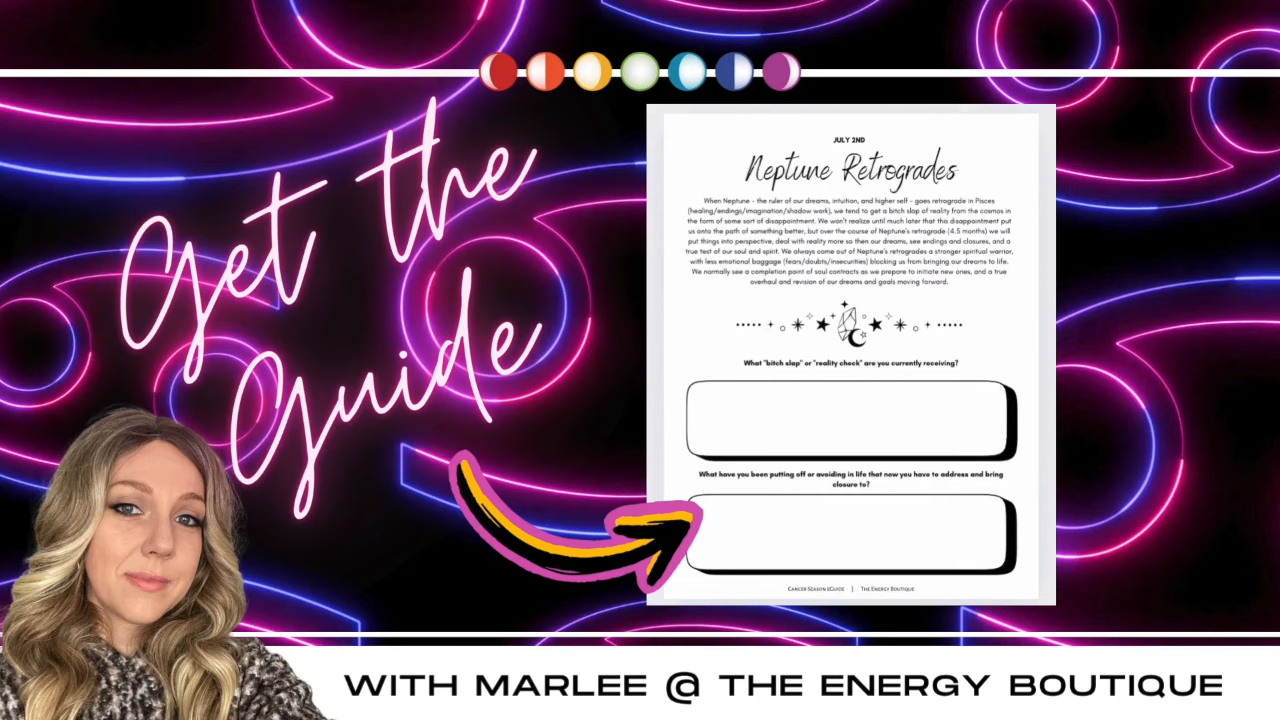 Get the
Guide
JULY 2ND
Neptune Retrogrades
When Neptune - the ruler of our dreams, intuition, and higher self - goes retrograde in Pisces
(healing/endings/imagination/shadow work), we tend to get a bitch slap of reality from the cosmos in
the form of some sort of disappointment. We won't realize until much later that this disappointment put
us onto the path of something better, but over the course of Neptune's retrograde (4.5 months) we will
put things into perspective, deal with reality more so then our dreams, see endings and closures, and a
true test of our soul and spirit. We always come out of Neptune's retrogrades a stronger spiritual warrior,
with less emotional baggage (fears/doubts/insecurities) blocking us from bringing our dreams to life.
We normally see a completion point of soul contracts as we prepare to initiate new ones, and a true
overhaul and revision of our dreams and goals moving forward.
What "bitch slap" or "reality check" are you currently receiving?
What have you been putting off or avoiding in life that now you have to address and bring
closure to?
CANCER SEASON EGUIDE | THE ENERGY BOUTIQUE
WITH MARLEE @ THE ENERGY BOUTIQUE